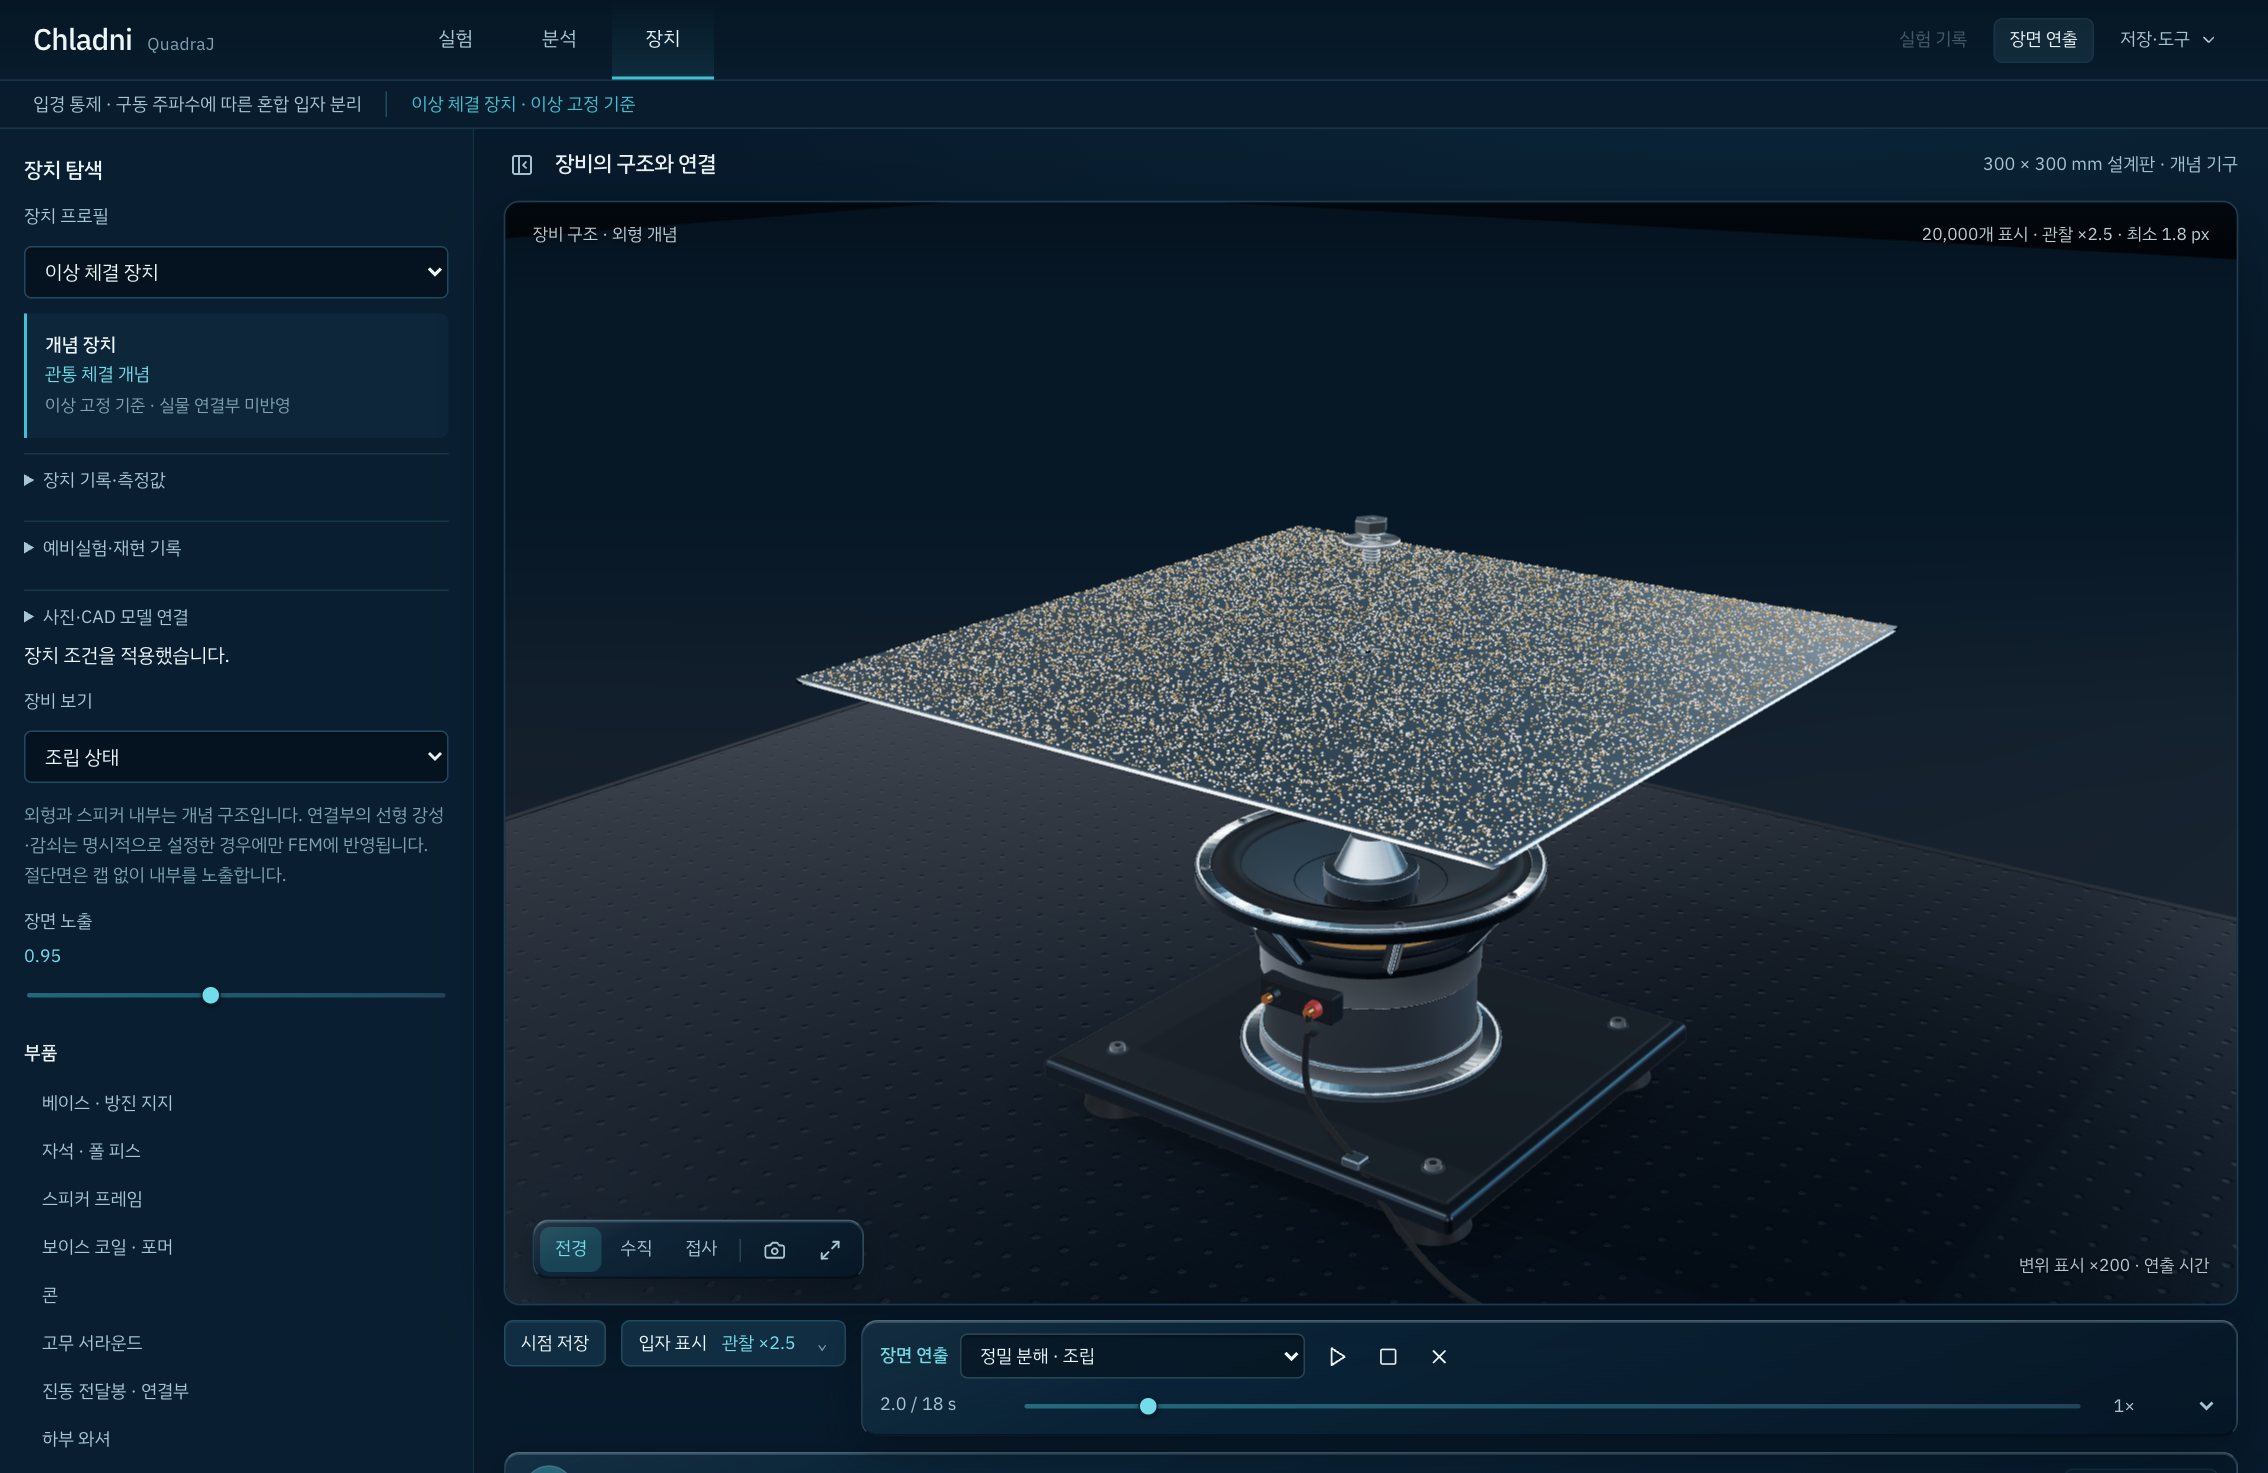 Chladni QuadraJ
실험
분석
장치
실험 기록
장면 연출
저장·도구
입경 통제 · 구동 주파수에 따른 혼합 입자 분리
이상 체결 장치 · 이상 고정 기준
장치 탐색
장치 프로필
이상 체결 장치
개념 장치
관통 체결 개념
이상 고정 기준 · 실물 연결부 미반영
장치 기록·측정값
예비실험·재현 기록
사진·CAD 모델 연결
장치 조건을 적용했습니다.
장비 보기
조립 상태
외형과 스피커 내부는 개념 구조입니다. 연결부의 선형 강성
·감쇠는 명시적으로 설정한 경우에만 FEM에 반영됩니다.
절단면은 캡 없이 내부를 노출합니다.
장면 노출
0.95
부품
베이스 · 방진 지지
자석 · 폴 피스
스피커 프레임
보이스 코일 · 포머
콘
고무 서라운드
진동 전달봉 · 연결부
하부 와셔
장비의 구조와 연결
300 × 300 mm 설계판 · 개념 기구
장비 구조 · 외형 개념
20,000개 표시 · 관찰 ×2.5 · 최소 1.8 px
전경
수직
접사
변위 표시 ×200 · 연출 시간
시점 저장
입자 표시 관찰 ×2.5
장면 연출
정밀 분해 · 조립
2.0 / 18 s
1×